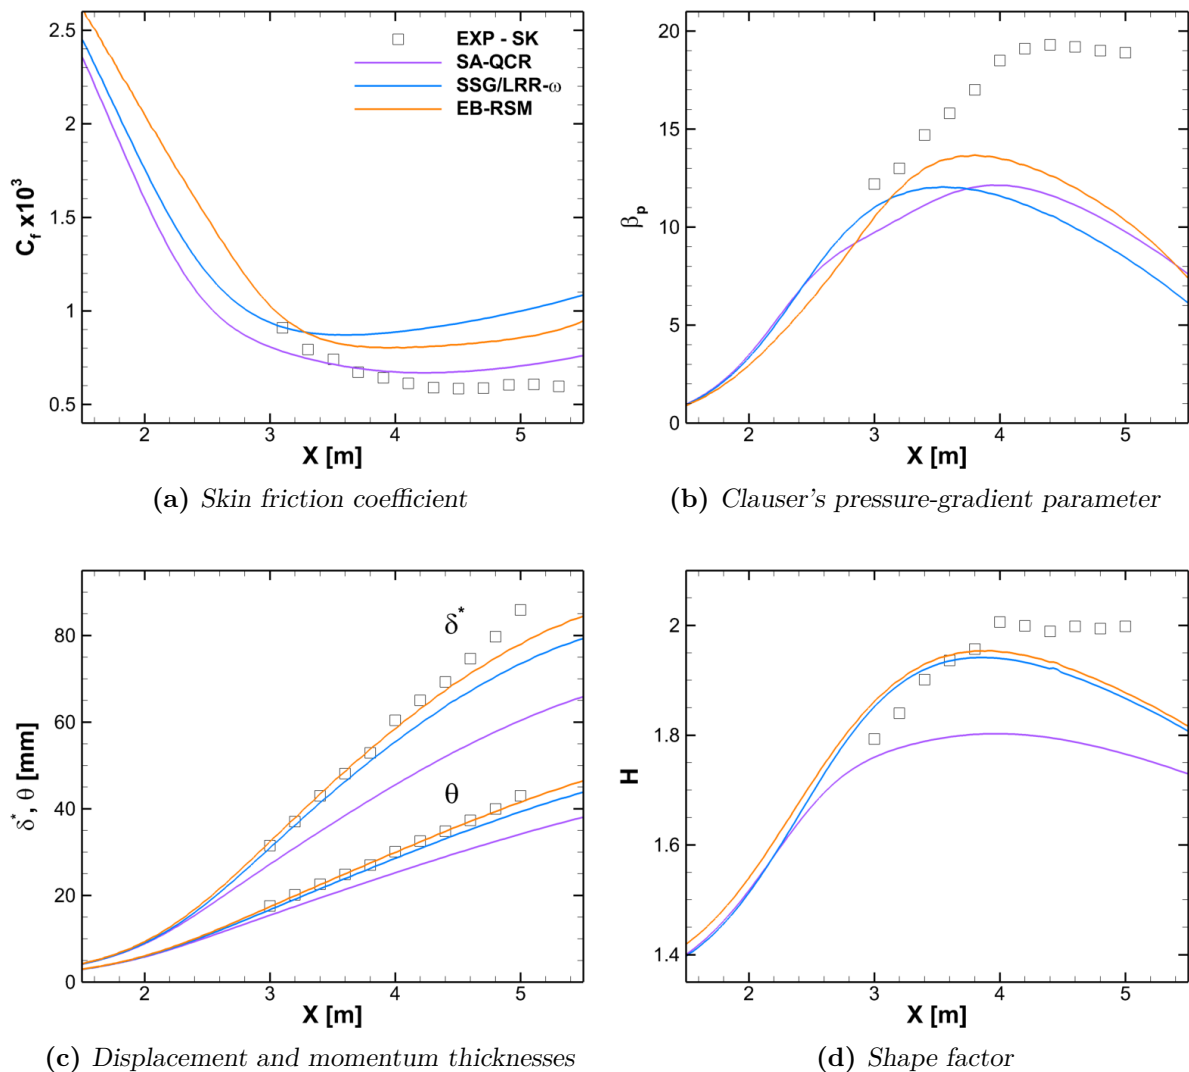 2.5
2
1.5
1
0.5
C_f x10³
EXP - SK
SA-QCR
SSG/LRR-ω
EB-RSM
2 3 4 5
X [m]
(a) Skin friction coefficient
20
15
10
5
0
β_p
2 3 4 5
X [m]
(b) Clauser's pressure-gradient parameter
80
60
40
20
0
δ*, θ [mm]
δ*
θ
2 3 4 5
X [m]
(c) Displacement and momentum thicknesses
2
1.8
1.6
1.4
H
2 3 4 5
X [m]
(d) Shape factor